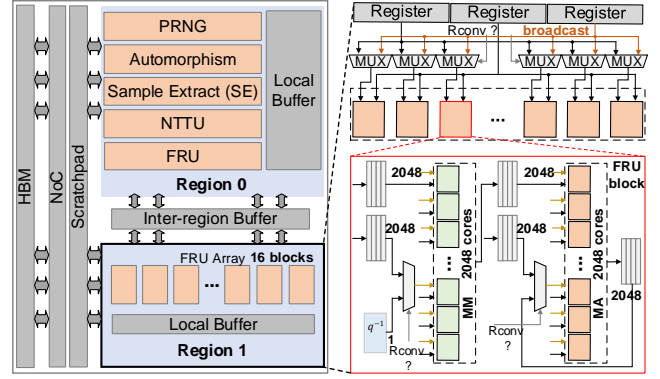 HBM
NoC
Scratchpad
PRNG
Automorphism
Sample Extract (SE)
NTTU
FRU
Local
Buffer
Region 0
Inter-region Buffer
FRU Array 16 blocks
...
Local Buffer
Region 1
Register
Register
Register
Rconv ?
broadcast
MUX
MUX
MUX
MUX
MUX
MUX
...
FRU
block
2048
2048
2048
2048
2048 cores
2048 cores
...
...
MM
MA
2048
q⁻¹
1
Rconv
?
Rconv
?